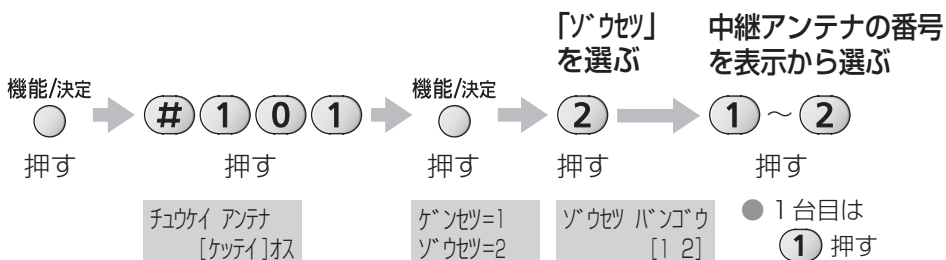 「ｿﾞｳｾﾂ」
を選ぶ
中継アンテナの番号
を表示から選ぶ
機能/決定
# 1 0 1
機能/決定
2
1 ～ 2
押す
押す
押す
押す
押す
ﾁｭｳｹｲ ｱﾝﾃﾅ
[ｹｯﾃｲ]ｵｽ
ｹﾞﾝｾﾂ=1
ｿﾞｳｾﾂ=2
ｿﾞｳｾﾂ ﾊﾞﾝｺﾞｳ
[1 2]
● 1台目は
1 押す